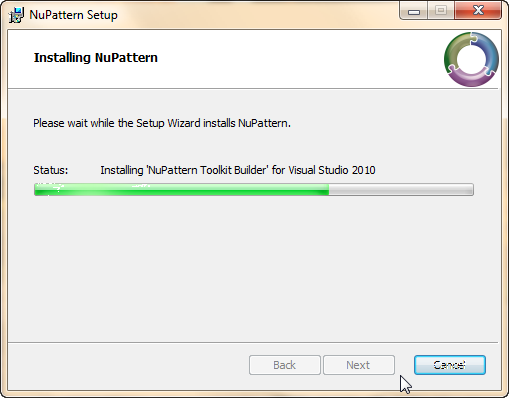 NuPattern Setup
Installing NuPattern
Please wait while the Setup Wizard installs NuPattern.
Status: Installing 'NuPattern Toolkit Builder' for Visual Studio 2010
Back Next Cancel